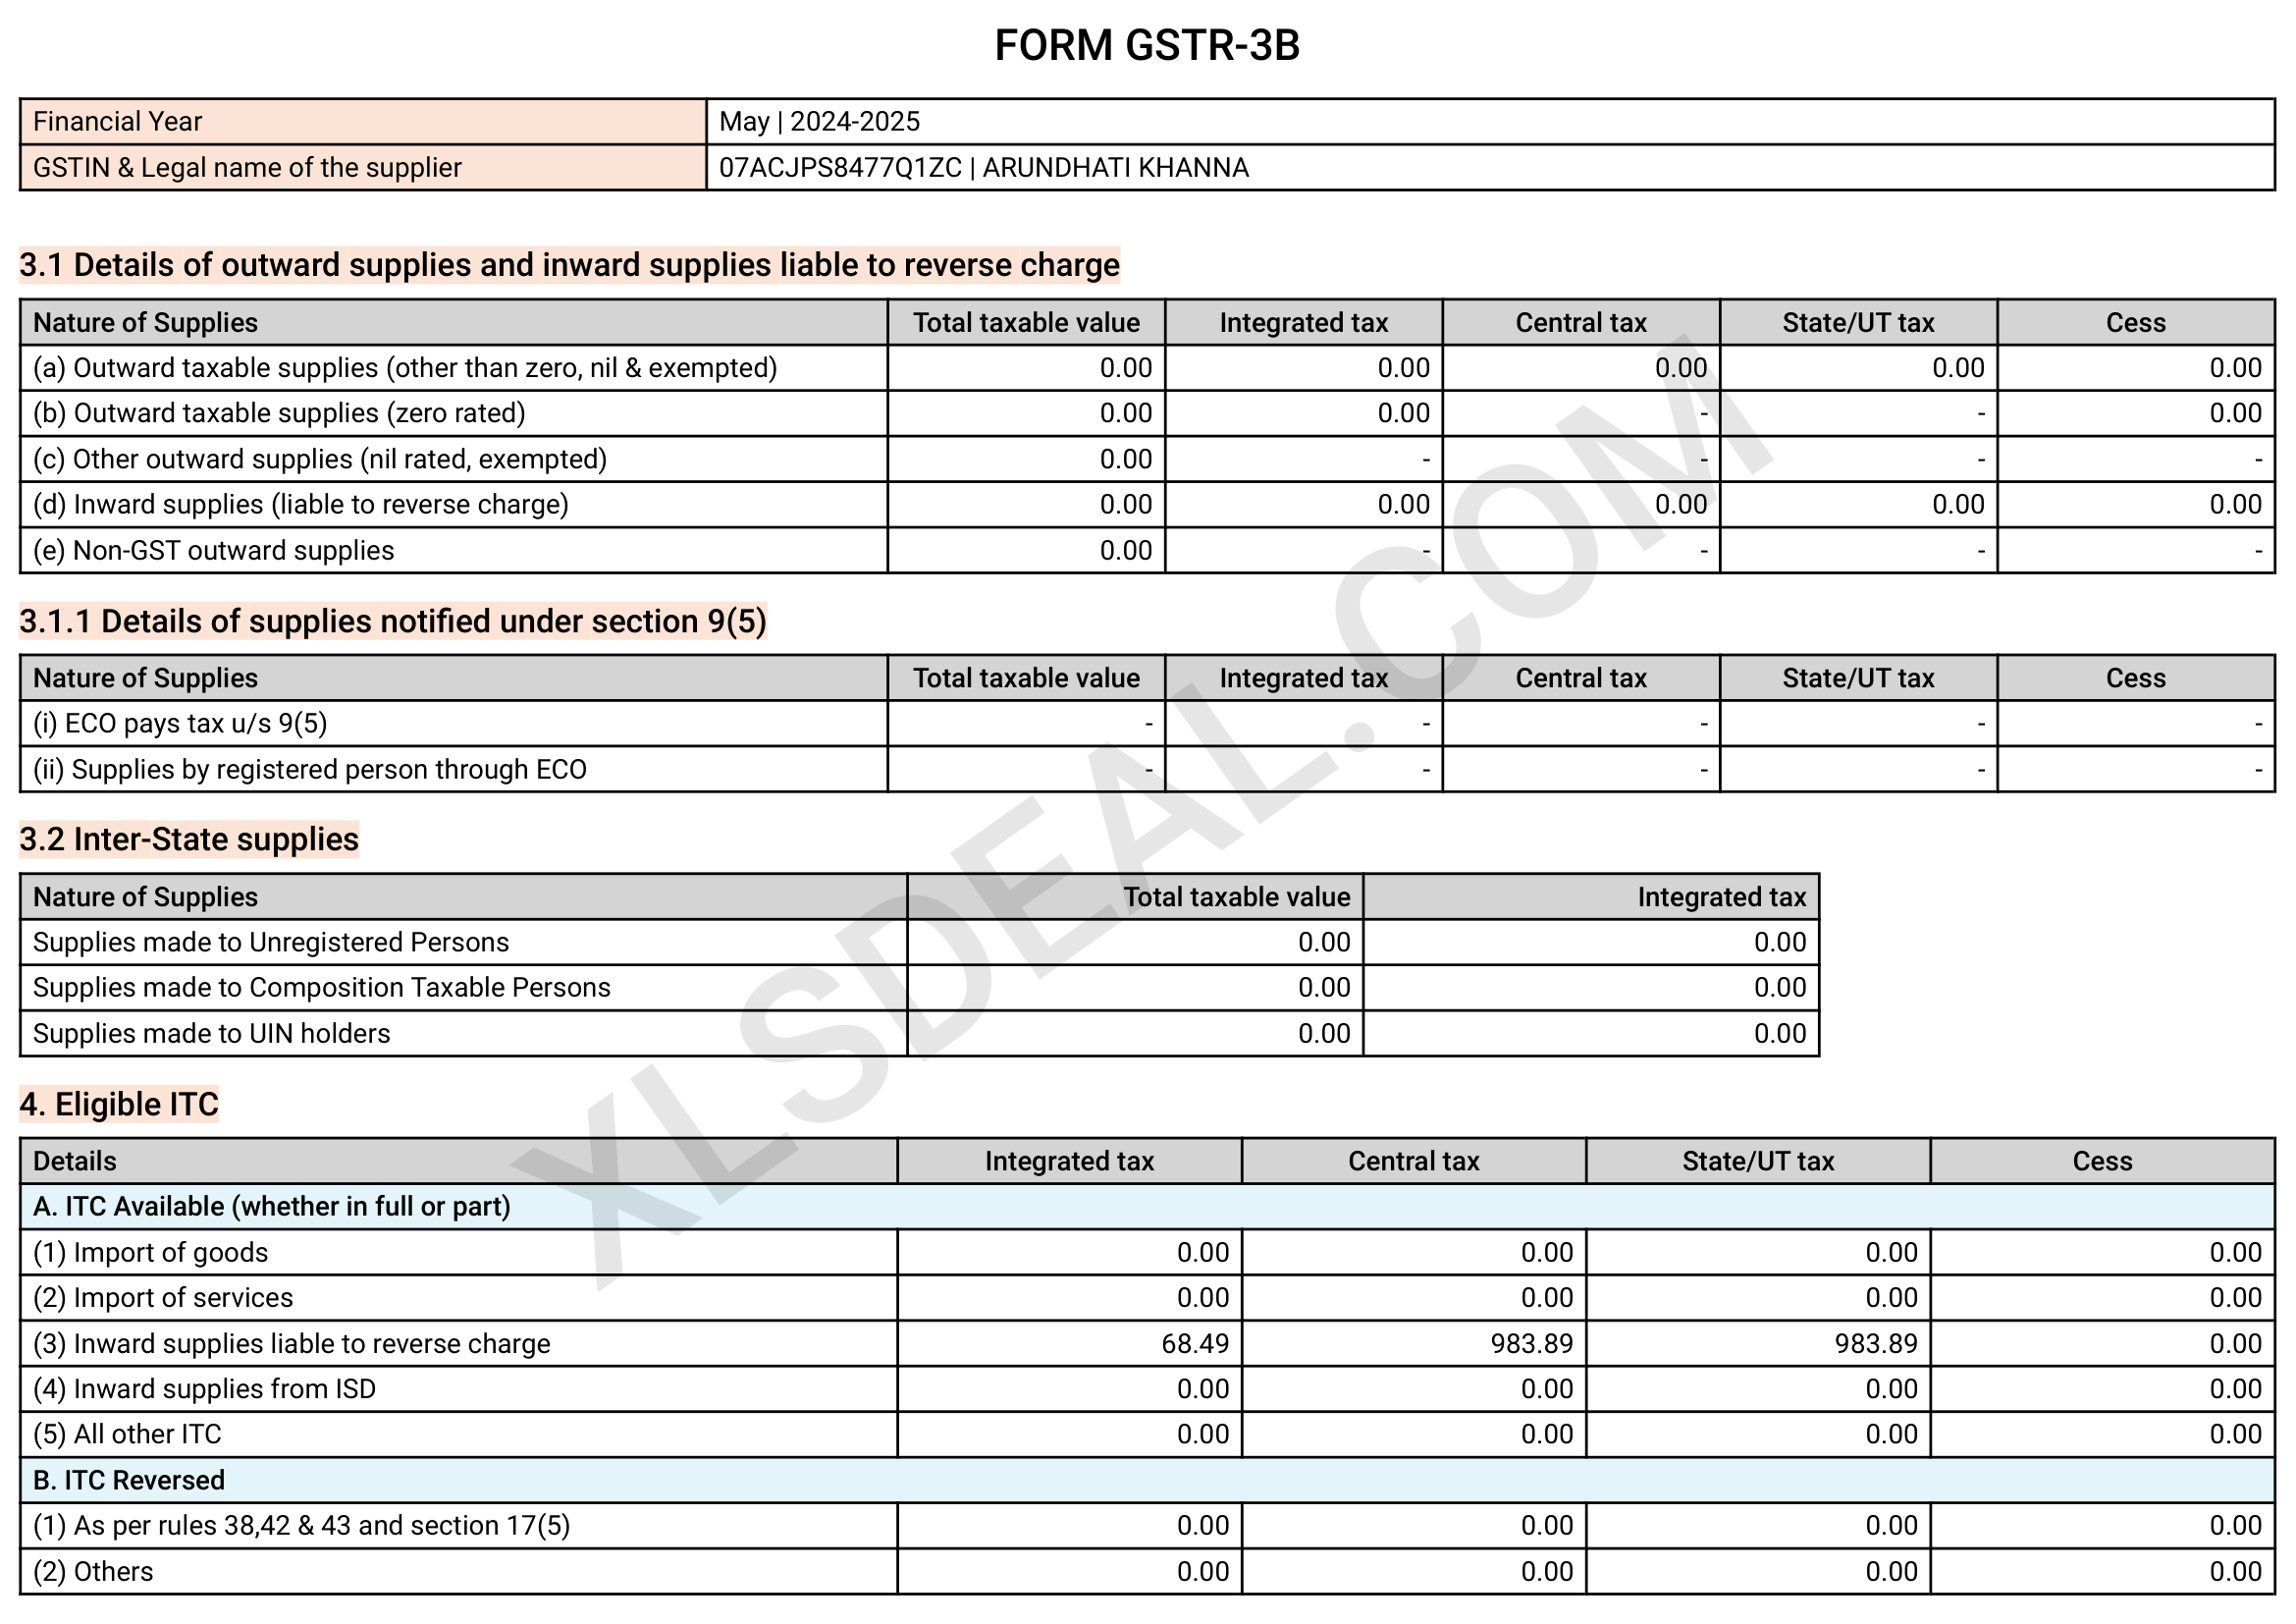 FORM GSTR-3B
Financial Year May | 2024-2025
GSTIN & Legal name of the supplier 07ACJPS8477Q1ZC | ARUNDHATI KHANNA
3.1 Details of outward supplies and inward supplies liable to reverse charge
Nature of Supplies Total taxable value Integrated tax Central tax State/UT tax Cess
(a) Outward taxable supplies (other than zero, nil & exempted) 0.00 0.00 0.00 0.00 0.00
(b) Outward taxable supplies (zero rated) 0.00 0.00 - - 0.00
(c) Other outward supplies (nil rated, exempted) 0.00 - - - -
(d) Inward supplies (liable to reverse charge) 0.00 0.00 0.00 0.00 0.00
(e) Non-GST outward supplies 0.00 - - - -
3.1.1 Details of supplies notified under section 9(5)
Nature of Supplies Total taxable value Integrated tax Central tax State/UT tax Cess
(i) ECO pays tax u/s 9(5) - - - - -
(ii) Supplies by registered person through ECO - - - - -
3.2 Inter-State supplies
Nature of Supplies Total taxable value Integrated tax
Supplies made to Unregistered Persons 0.00 0.00
Supplies made to Composition Taxable Persons 0.00 0.00
Supplies made to UIN holders 0.00 0.00
4. Eligible ITC
Details Integrated tax Central tax State/UT tax Cess
A. ITC Available (whether in full or part)
(1) Import of goods 0.00 0.00 0.00 0.00
(2) Import of services 0.00 0.00 0.00 0.00
(3) Inward supplies liable to reverse charge 68.49 983.89 983.89 0.00
(4) Inward supplies from ISD 0.00 0.00 0.00 0.00
(5) All other ITC 0.00 0.00 0.00 0.00
B. ITC Reversed
(1) As per rules 38,42 & 43 and section 17(5) 0.00 0.00 0.00 0.00
(2) Others 0.00 0.00 0.00 0.00
XLSDEAL.COM